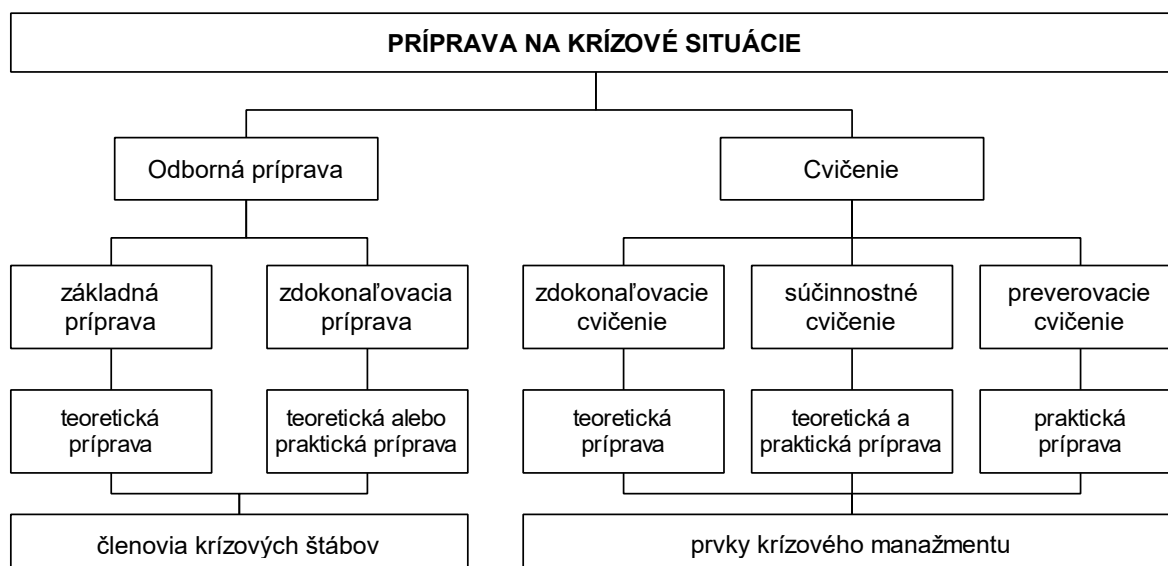 PRÍPRAVA NA KRÍZOVÉ SITUÁCIE
Odborná príprava
Cvičenie
základná
príprava
zdokonaľovacia
príprava
zdokonaľovacie
cvičenie
súčinnostné
cvičenie
preverovacie
cvičenie
teoretická
príprava
teoretická alebo
praktická príprava
teoretická
príprava
teoretická a
praktická príprava
praktická
príprava
členovia krízových štábov
prvky krízového manažmentu